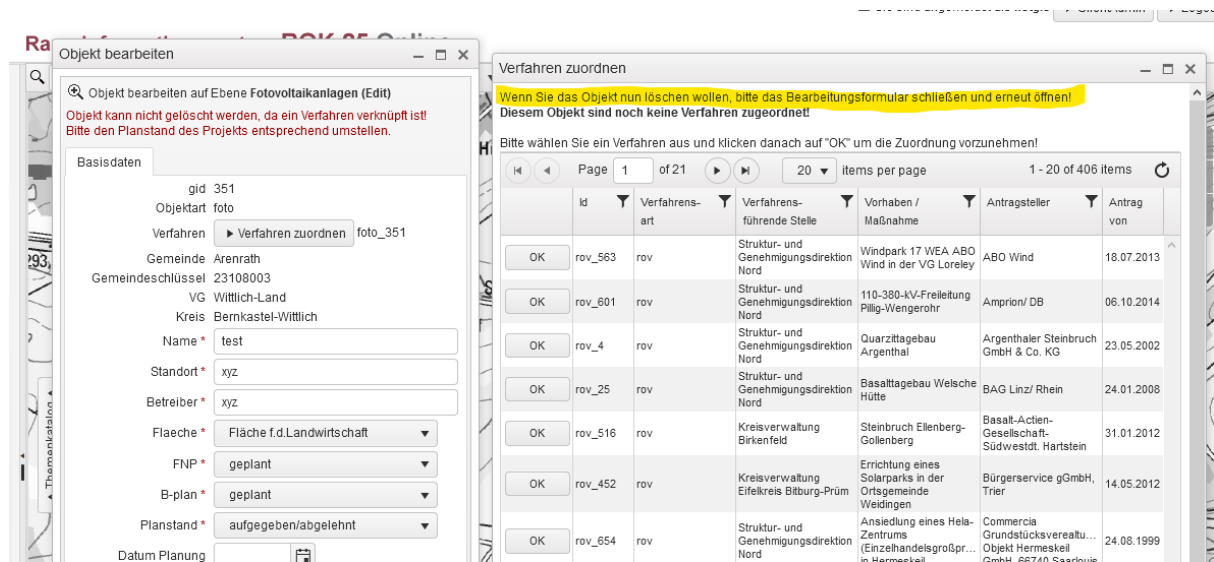 Objekt bearbeiten
Objekt bearbeiten auf Ebene Fotovoltaikanlagen (Edit)
Objekt kann nicht gelöscht werden, da ein Verfahren verknüpft ist!
Bitte den Planstand des Projekts entsprechend umstellen.
Basisdaten
gid 351
Objektart foto
Verfahren Verfahren zuordnen foto_351
Gemeinde Arenrath
Gemeindeschlüssel 23108003
VG Wittlich-Land
Kreis Bernkastel-Wittlich
Name * test
Standort * xyz
Betreiber * xyz
Flaeche * Fläche f.d.Landwirtschaft
FNP * geplant
B-plan * geplant
Planstand * aufgegeben/abgelehnt
Datum Planung
Themenkatalog
293,
Verfahren zuordnen
Wenn Sie das Objekt nun löschen wollen, bitte das Bearbeitungsformular schließen und erneut öffnen!
Diesem Objekt sind noch keine Verfahren zugeordnet!
Bitte wählen Sie ein Verfahren aus und klicken danach auf "OK" um die Zuordnung vorzunehmen!
Page 1 of 21 20 items per page 1 - 20 of 406 items
Id Verfahrens- Verfahrens- Vorhaben / Antragsteller Antrag
art führende Stelle Maßnahme von
Struktur- und
OK rov_563 rov Genehmigungsdirektion Windpark 17 WEA ABO ABO Wind 18.07.2013
Nord Wind in der VG Loreley
Struktur- und
OK rov_601 rov Genehmigungsdirektion 110-380-kV-Freileitung Amprion/ DB 06.10.2014
Nord Pillig-Wengerohr
Struktur- und
OK rov_4 rov Genehmigungsdirektion Quarzittagebau Argenthaler Steinbruch 23.05.2002
Nord Argenthal GmbH & Co. KG
Struktur- und
OK rov_25 rov Genehmigungsdirektion Basalttagebau Welsche BAG Linz/ Rhein 24.01.2008
Nord Hütte
OK rov_516 rov Kreisverwaltung Steinbruch Ellenberg- Basalt-Actien- 31.01.2012
Birkenfeld Gollenberg Gesellschaft-
Südwestdt. Hartstein
Errichtung eines
OK rov_452 rov Kreisverwaltung Solarparks in der Bürgerservice gGmbH, 14.05.2012
Eifelkreis Bitburg-Prüm Ortsgemeinde Trier
Weidingen
Struktur- und Ansiedlung eines Hela- Commercia
OK rov_654 rov Genehmigungsdirektion Zentrums Grundstücksverealtu... 24.08.1999
Nord (Einzelhandelsgroßpr... Objekt Hermeskeil
in Hermeskeil GmbH, 66740 Saarlouis